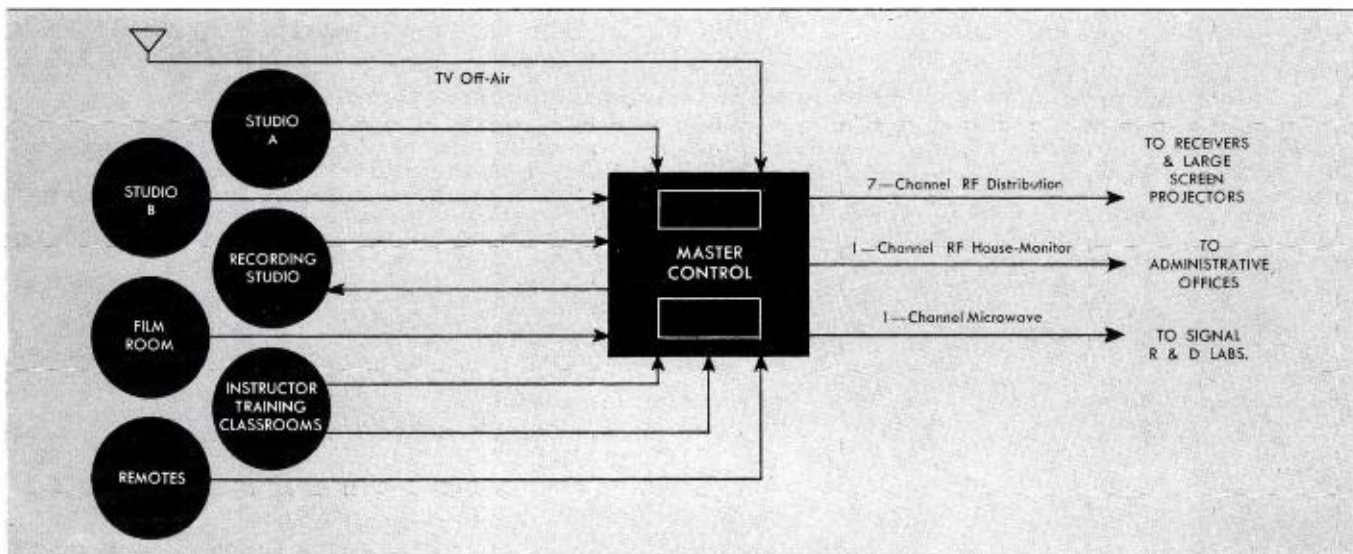 TV Off-Air
STUDIO
A
STUDIO
B
RECORDING
STUDIO
FILM
ROOM
INSTRUCTOR
TRAINING
CLASSROOMS
REMOTES
MASTER
CONTROL
7—Channel RF Distribution
1—Channel RF House-Monitor
1—Channel Microwave
TO RECEIVERS
& LARGE
SCREEN
PROJECTORS
TO
ADMINISTRATIVE
OFFICES
TO SIGNAL
R & D LABS.